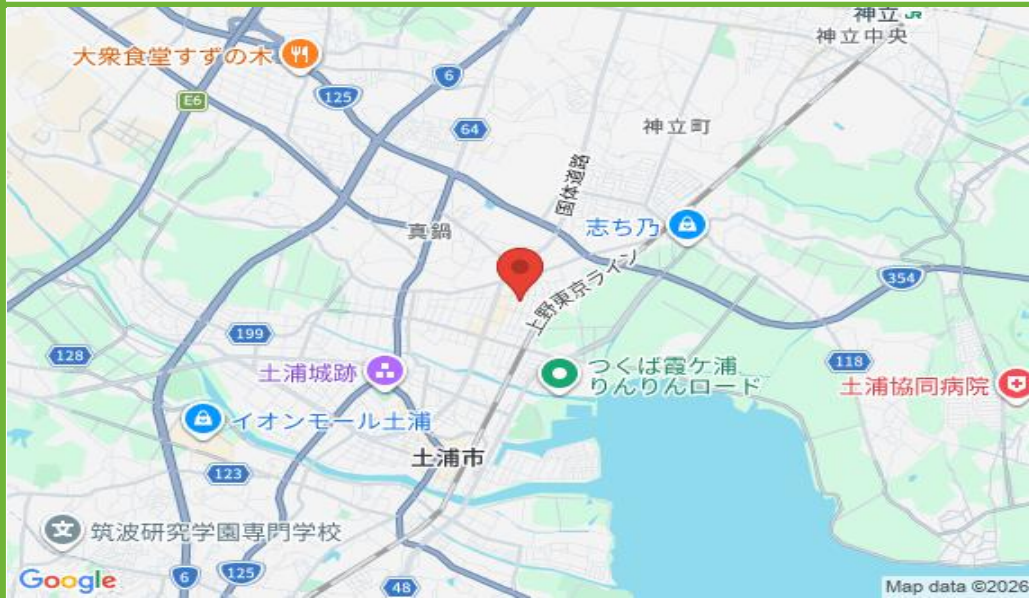 神立 JR
神立中央
大衆食堂すずの木
6
E6
125
64
神立町
国体道路
志ち乃
真鍋
上野東京ライン
354
199
128
118
つくば霞ケ浦
りんりんロード
土浦城跡
土浦協同病院
イオンモール土浦
土浦市
123
筑波研究学園専門学校
Google
6
125
48
Map data ©2026